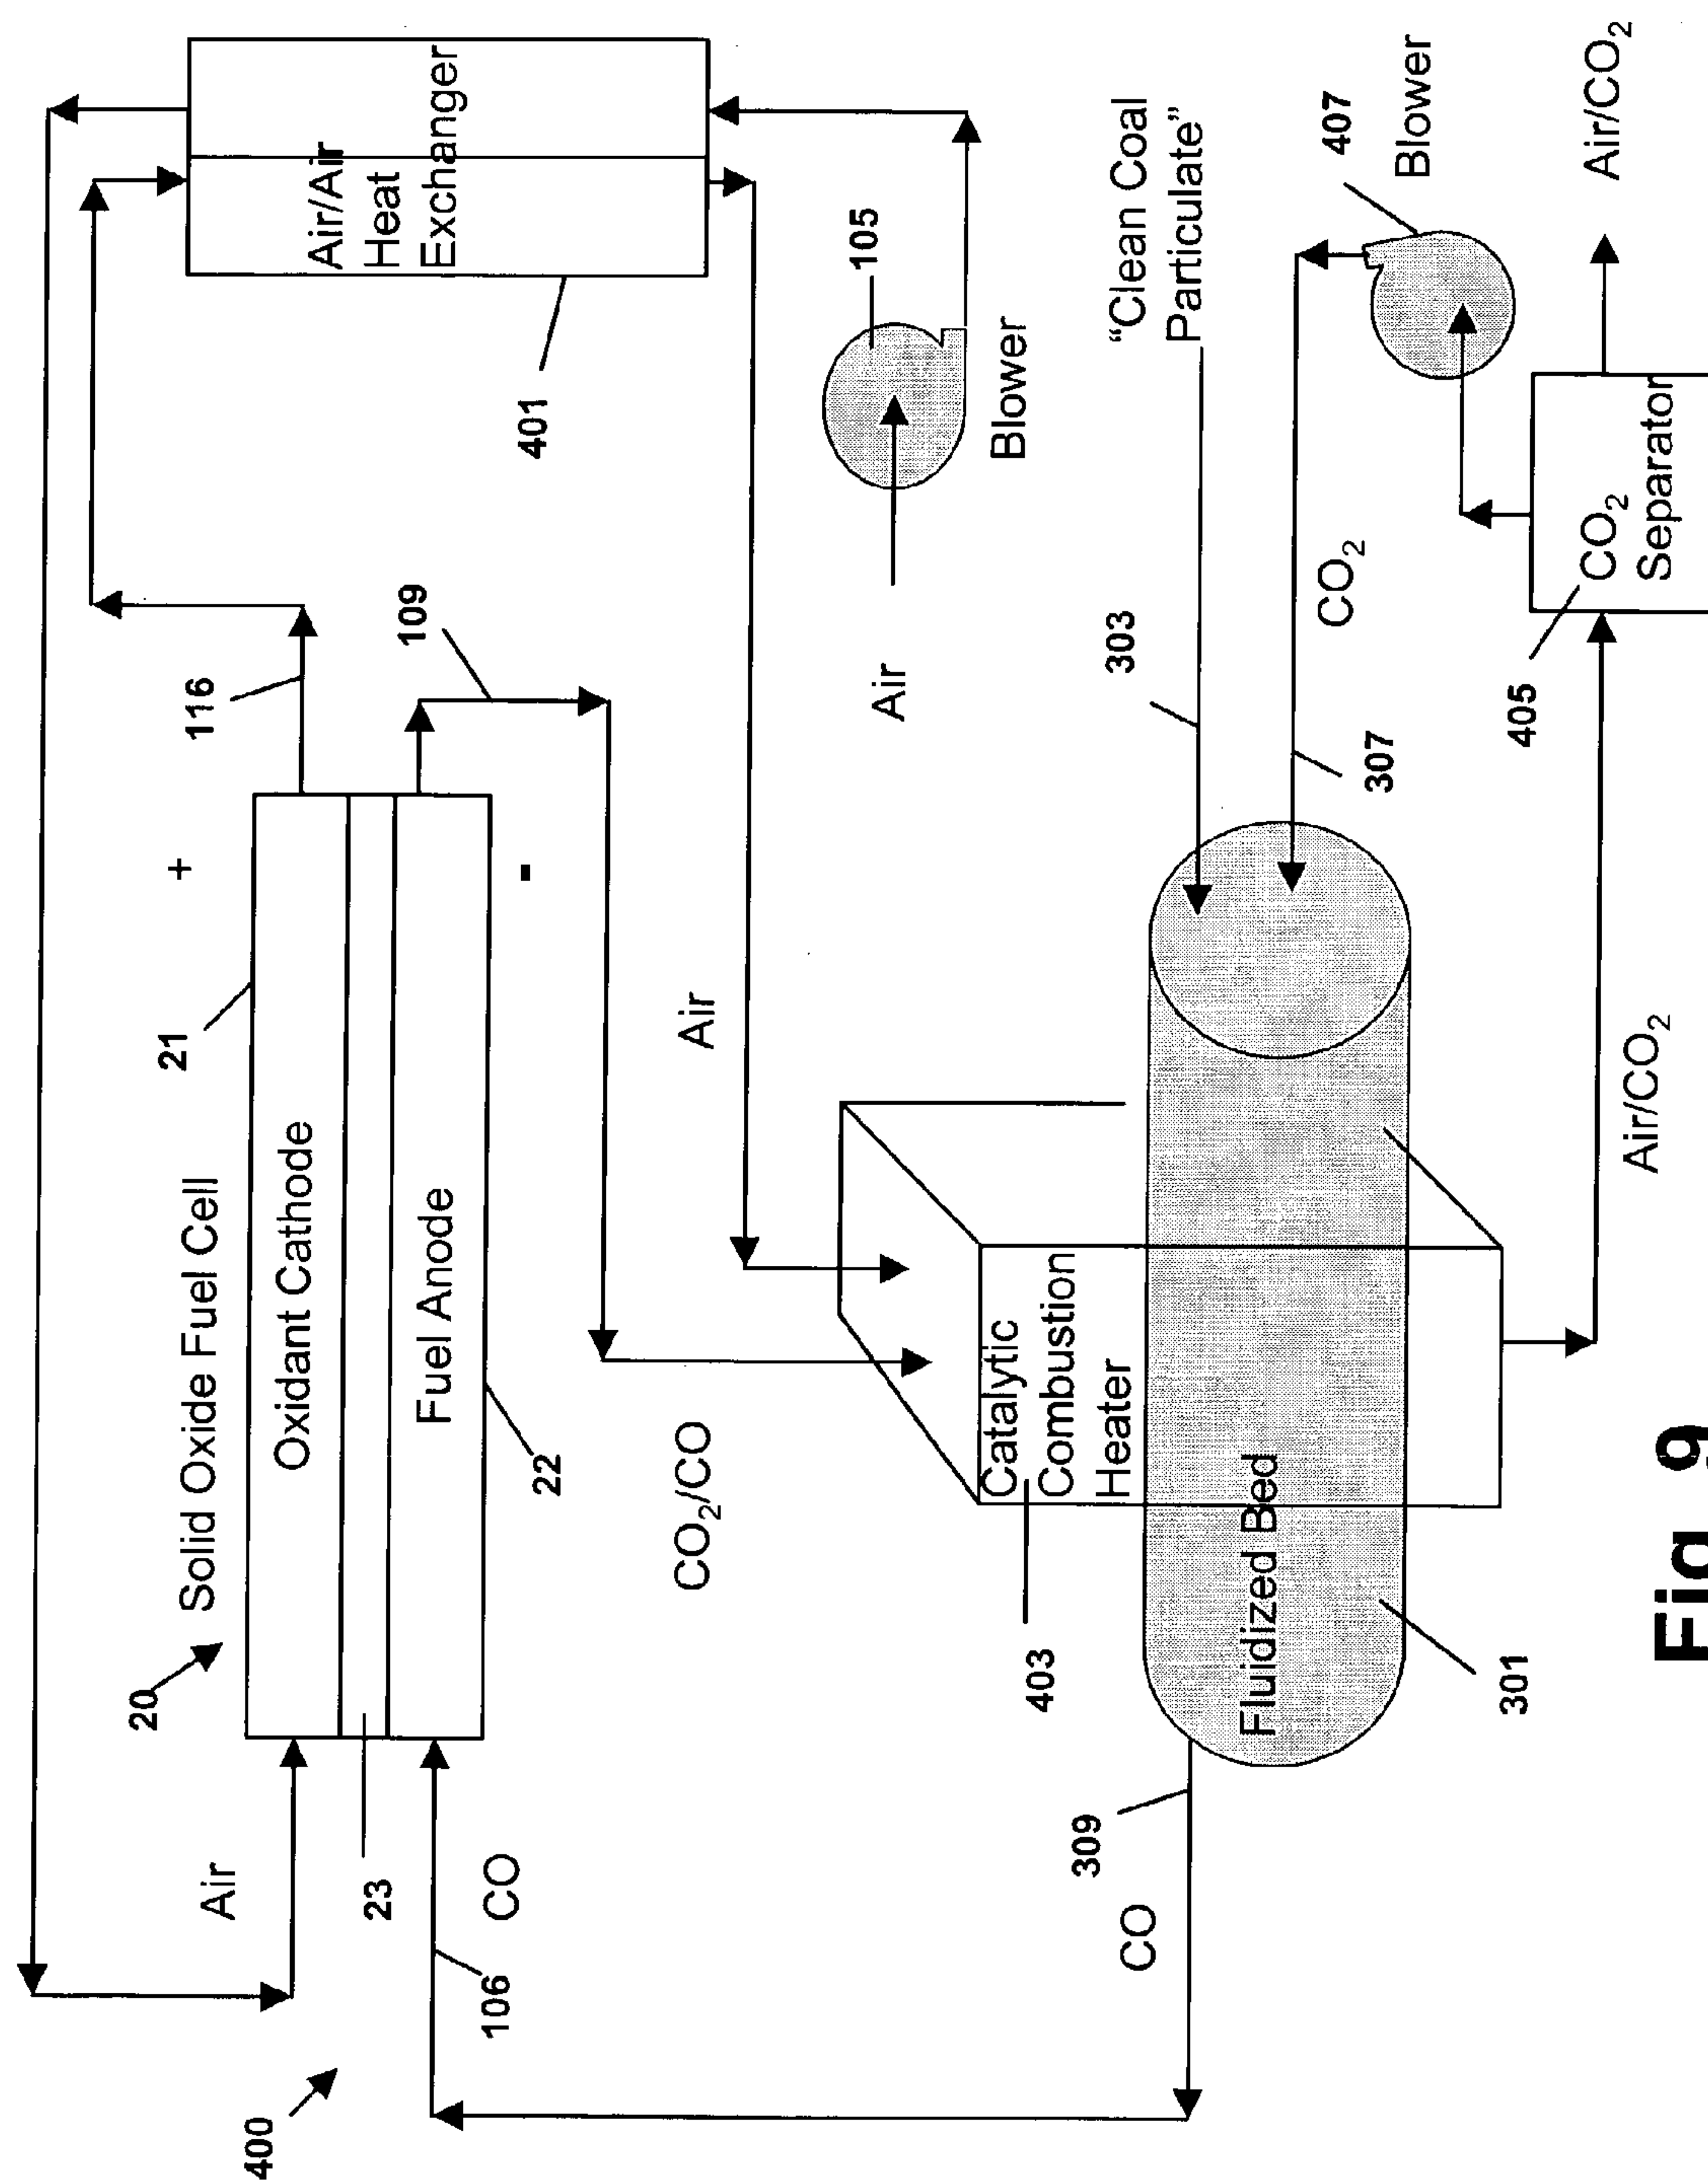 400
20
Solid Oxide Fuel Cell
21
+
116
Air
Oxidant Cathode
23
CO
Fuel Anode
22
-
109
106
401
Air/Air
Heat
Exchanger
CO₂/CO
Air
Air
105
Blower
403
Catalytic
Combustion
Heater
309
CO
Fluidized Bed
301
303
"Clean Coal
Particulate"
307
CO₂
407
Blower
405
CO₂
Separator
Air/CO₂
Air/CO₂
Fig 9